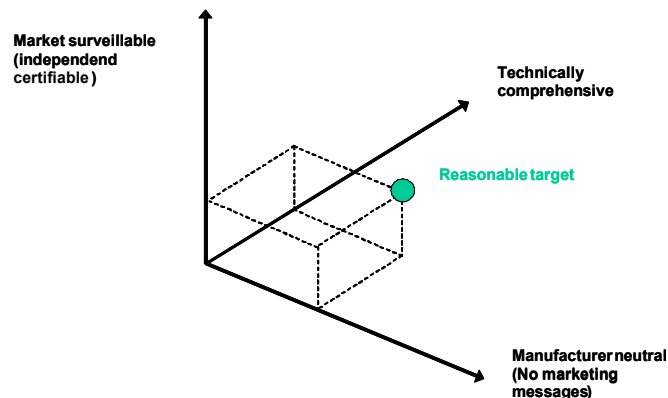 Market surveillable
(independend
certifiable )
Technically
comprehensive
Reasonable target
Manufacturer neutral
(No marketing
messages)